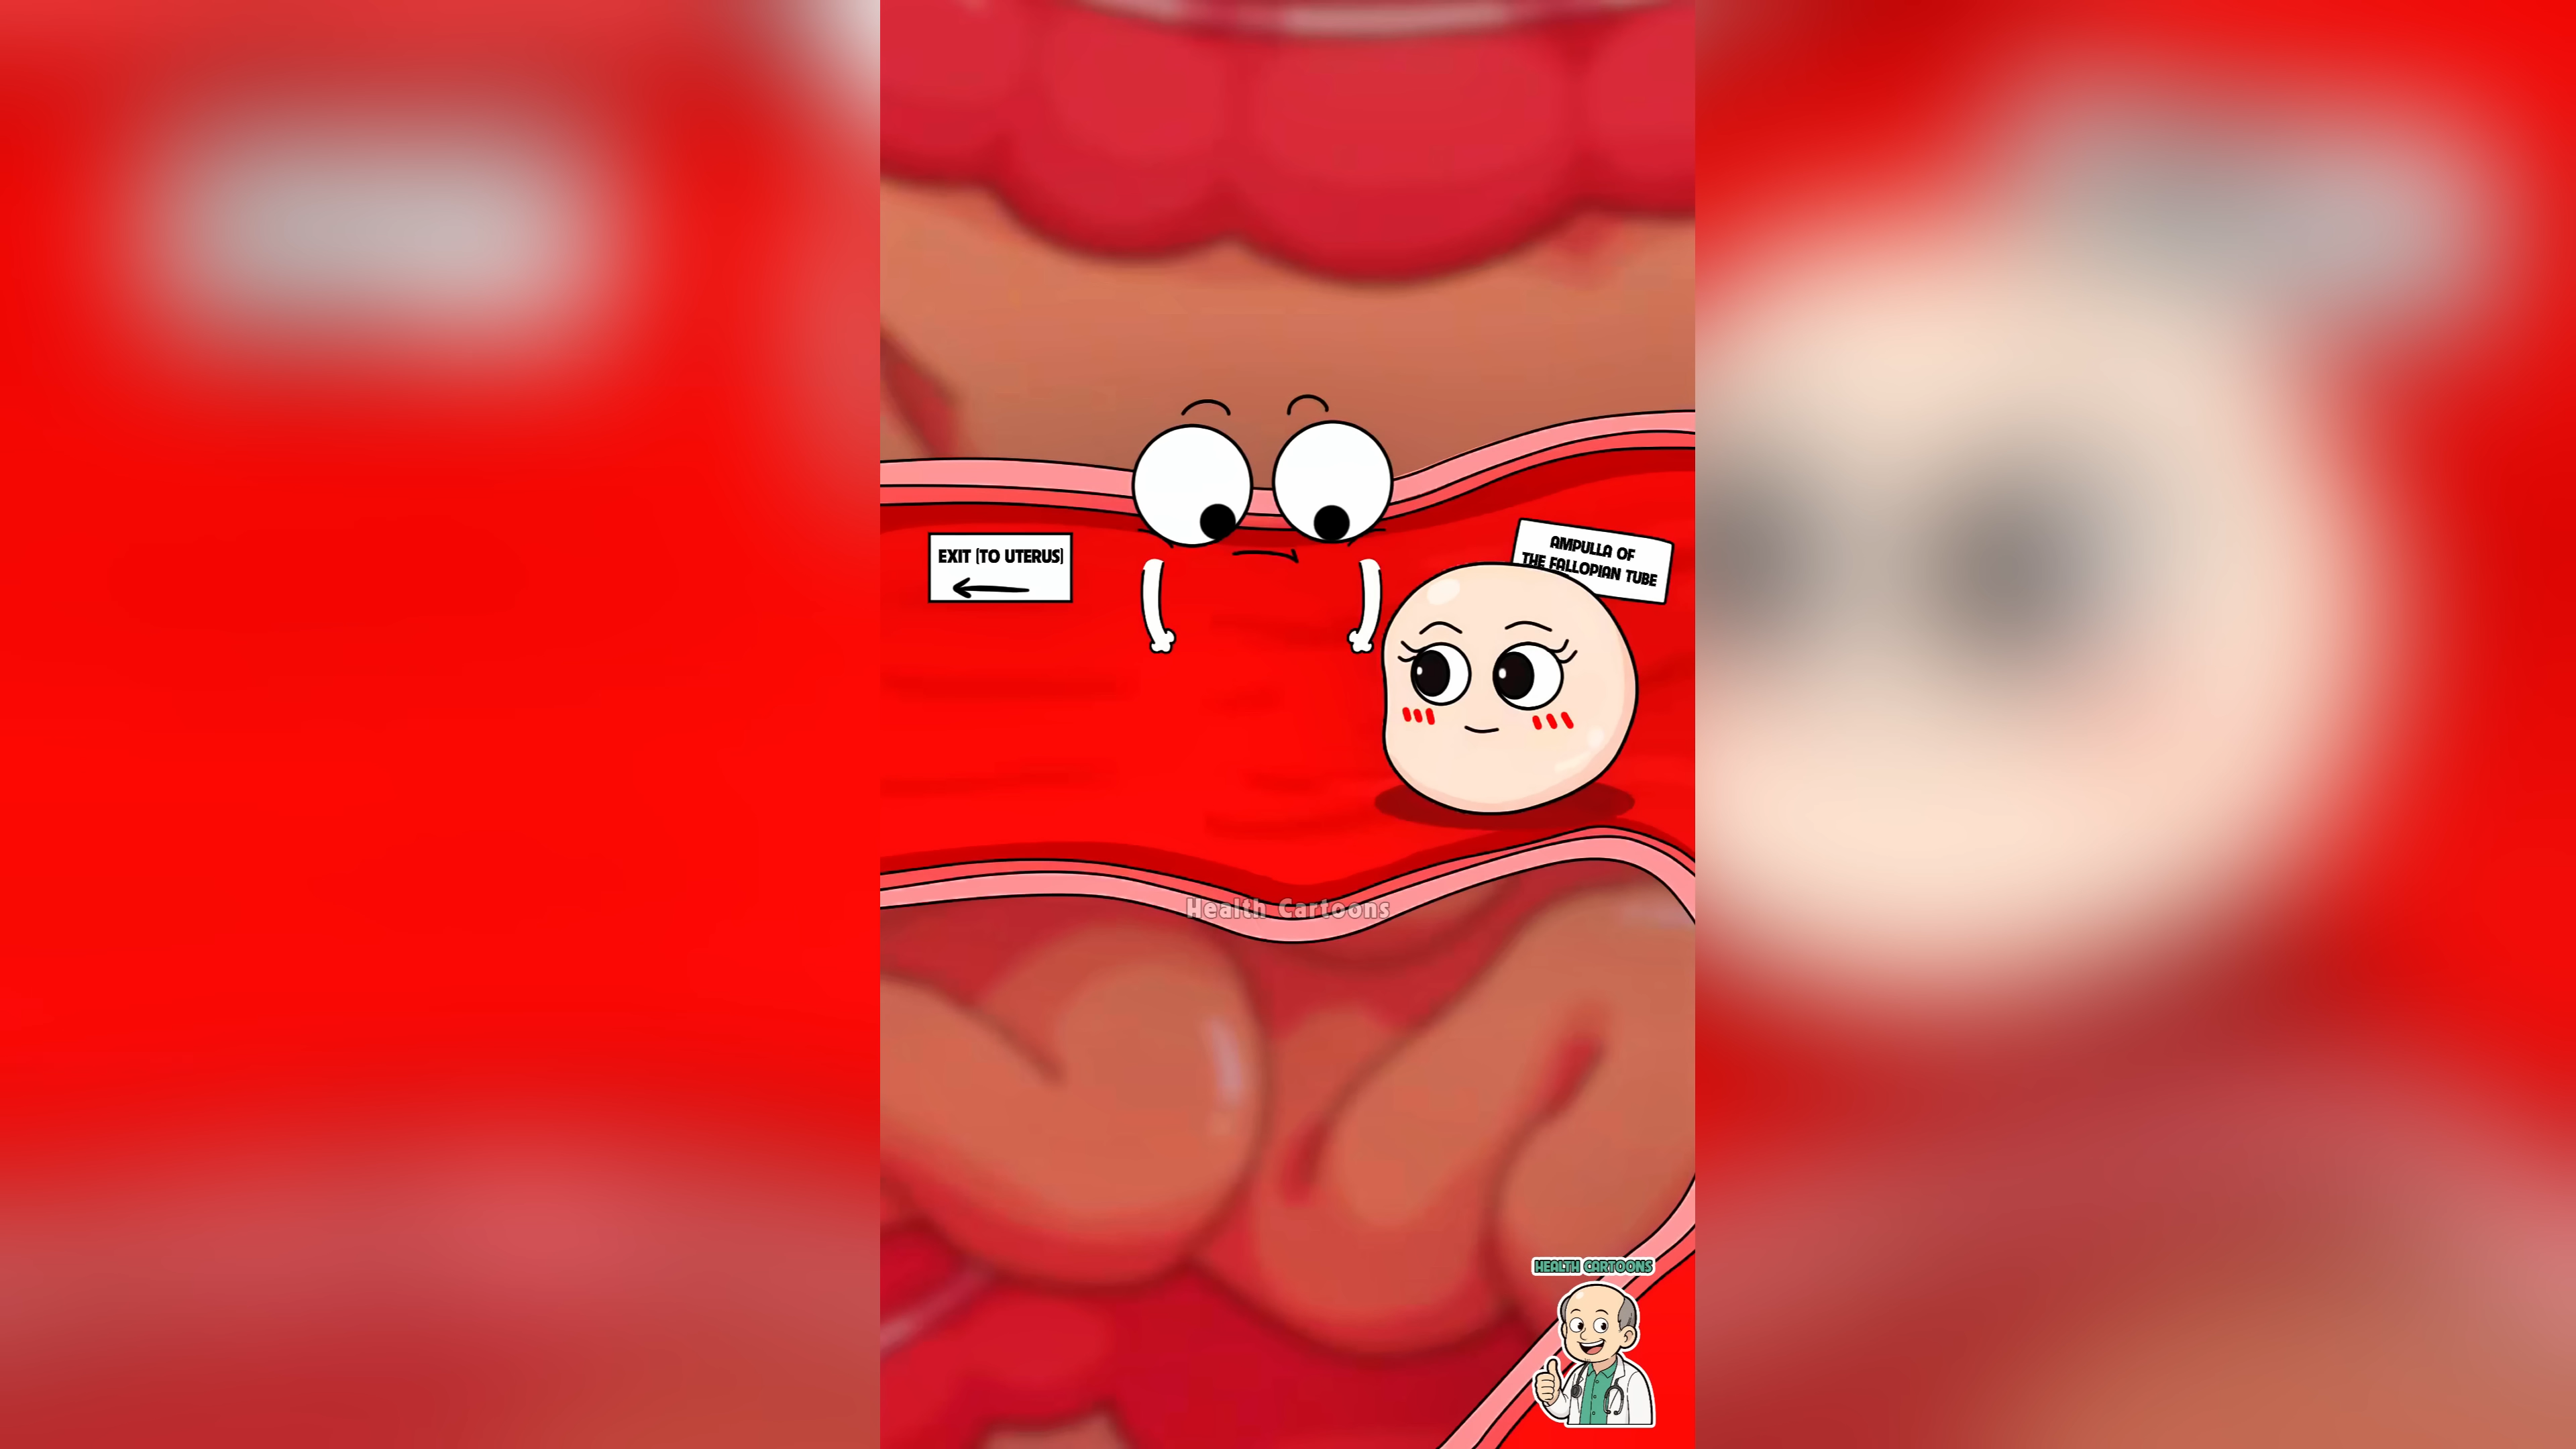 EXIT (TO UTERUS)
AMPULLA OF
THE FALLOPIAN TUBE
Health Cartoons
HEALTH CARTOONS